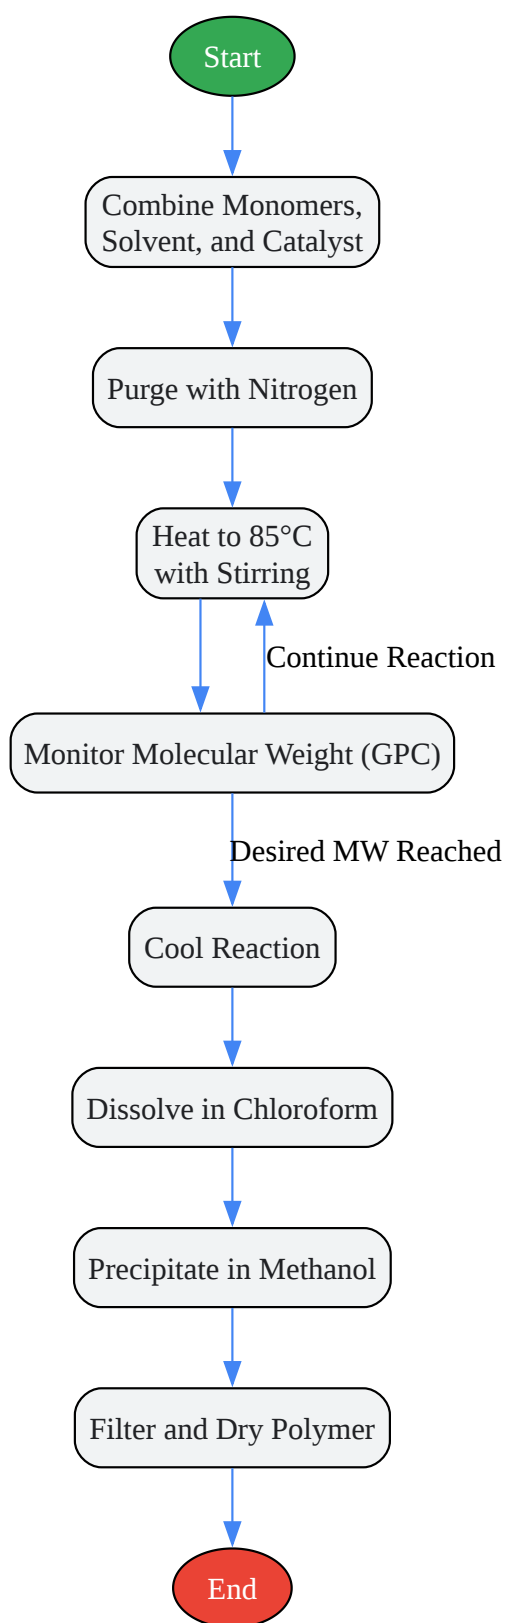 Start
Combine Monomers,
Solvent, and Catalyst
Purge with Nitrogen
Heat to 85°C
with Stirring
Continue Reaction
Monitor Molecular Weight (GPC)
Desired MW Reached
Cool Reaction
Dissolve in Chloroform
Precipitate in Methanol
Filter and Dry Polymer
End